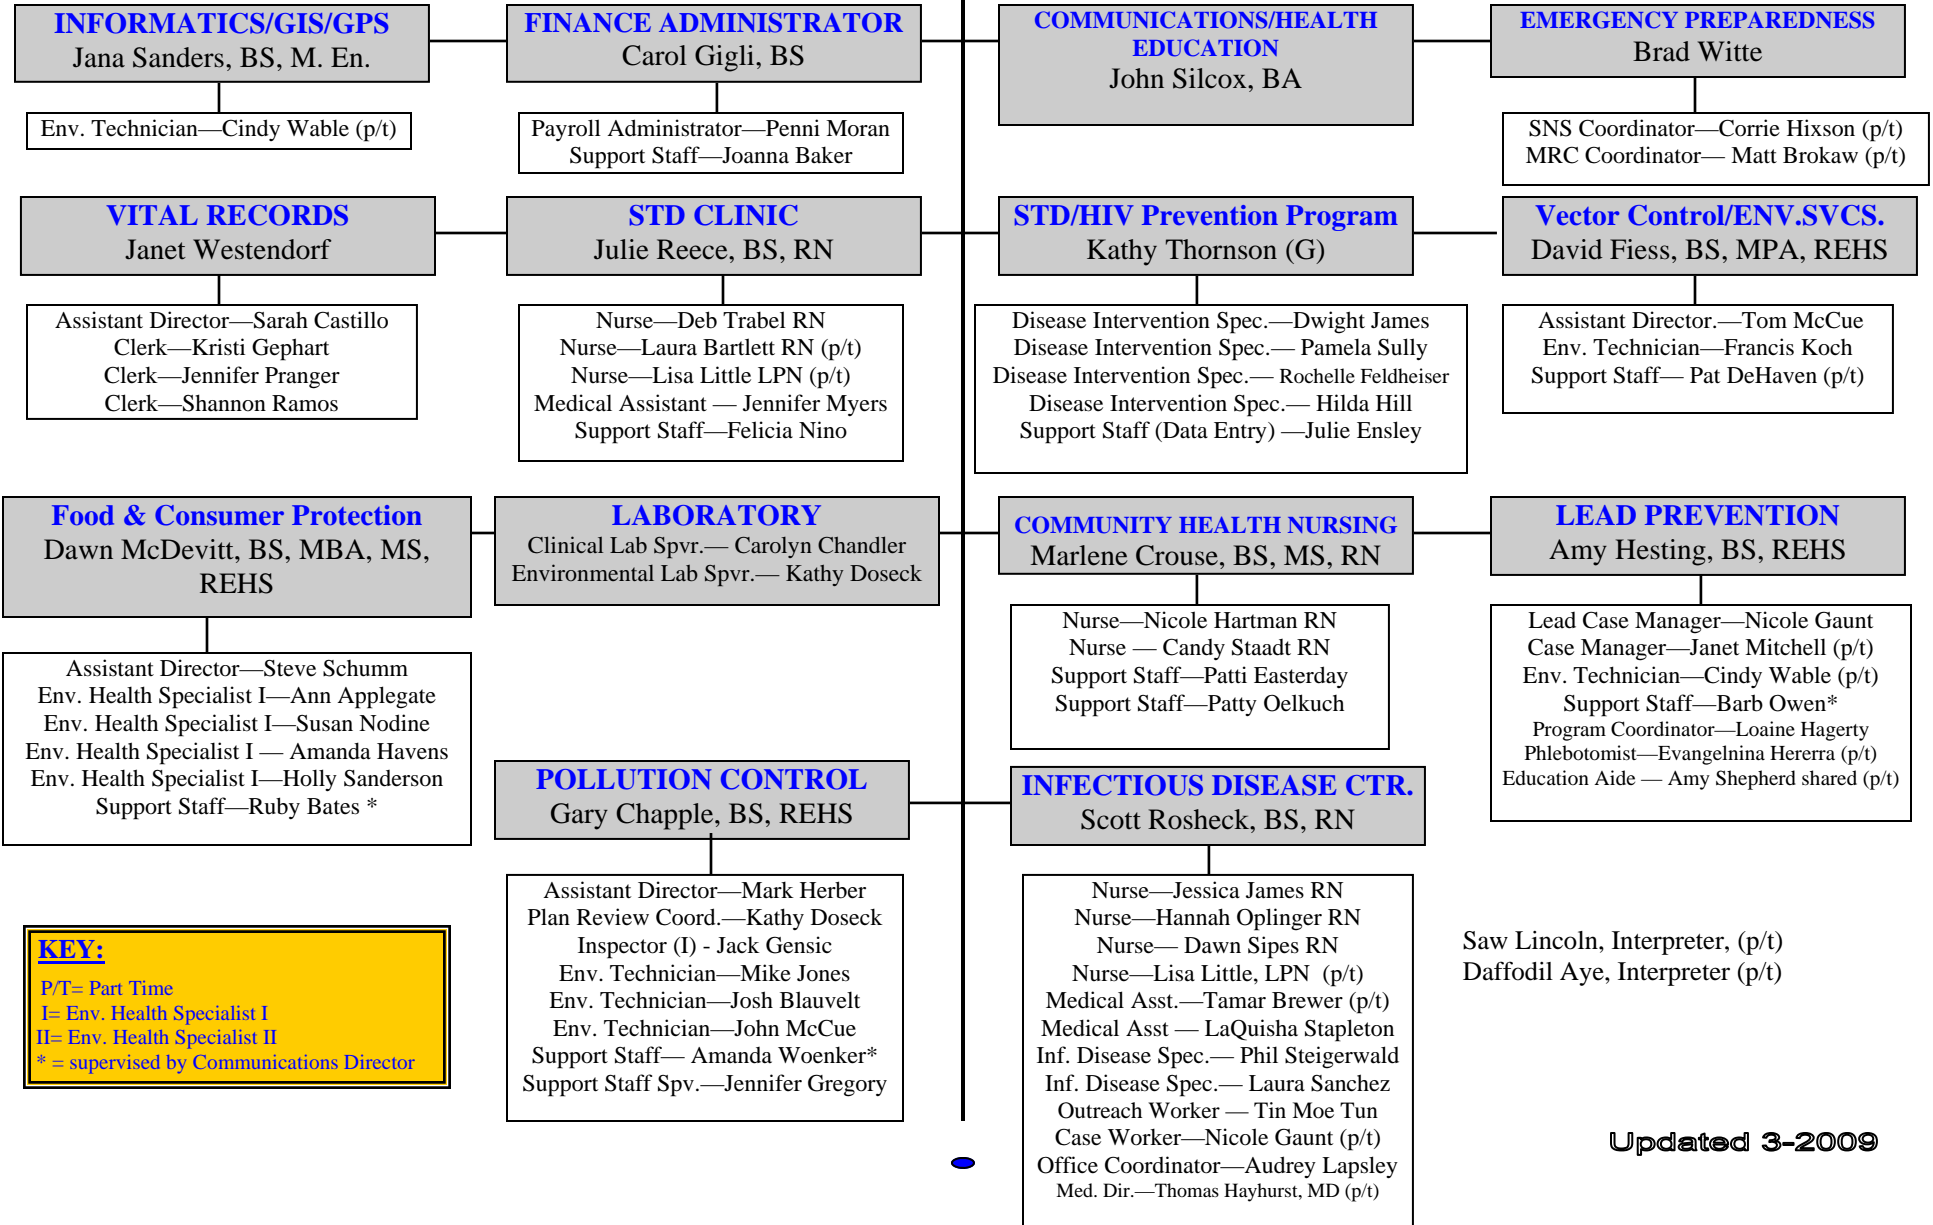 INFORMATICS/GIS/GPS
Jana Sanders, BS, M. En.
Env. Technician—Cindy Wable (p/t)
FINANCE ADMINISTRATOR
Carol Gigli, BS
Payroll Administrator—Penni Moran
Support Staff—Joanna Baker
COMMUNICATIONS/HEALTH
EDUCATION
John Silcox, BA
EMERGENCY PREPAREDNESS
Brad Witte
SNS Coordinator—Corrie Hixson (p/t)
MRC Coordinator— Matt Brokaw (p/t)
VITAL RECORDS
Janet Westendorf
Assistant Director—Sarah Castillo
Clerk—Kristi Gephart
Clerk—Jennifer Pranger
Clerk—Shannon Ramos
STD CLINIC
Julie Reece, BS, RN
Nurse—Deb Trabel RN
Nurse—Laura Bartlett RN (p/t)
Nurse—Lisa Little LPN (p/t)
Medical Assistant — Jennifer Myers
Support Staff—Felicia Nino
STD/HIV Prevention Program
Kathy Thornson (G)
Disease Intervention Spec.—Dwight James
Disease Intervention Spec.— Pamela Sully
Disease Intervention Spec.— Rochelle Feldheiser
Disease Intervention Spec.— Hilda Hill
Support Staff (Data Entry) —Julie Ensley
Vector Control/ENV.SVCS.
David Fiess, BS, MPA, REHS
Assistant Director.—Tom McCue
Env. Technician—Francis Koch
Support Staff— Pat DeHaven (p/t)
Food & Consumer Protection
Dawn McDevitt, BS, MBA, MS,
REHS
Assistant Director—Steve Schumm
Env. Health Specialist I—Ann Applegate
Env. Health Specialist I—Susan Nodine
Env. Health Specialist I — Amanda Havens
Env. Health Specialist I—Holly Sanderson
Support Staff—Ruby Bates *
LABORATORY
Clinical Lab Spvr.— Carolyn Chandler
Environmental Lab Spvr.— Kathy Doseck
COMMUNITY HEALTH NURSING
Marlene Crouse, BS, MS, RN
Nurse—Nicole Hartman RN
Nurse — Candy Staadt RN
Support Staff—Patti Easterday
Support Staff—Patty Oelkuch
LEAD PREVENTION
Amy Hesting, BS, REHS
Lead Case Manager—Nicole Gaunt
Case Manager—Janet Mitchell (p/t)
Env. Technician—Cindy Wable (p/t)
Support Staff—Barb Owen*
Program Coordinator—Loaine Hagerty
Phlebotomist—Evangelnina Hererra (p/t)
Education Aide — Amy Shepherd shared (p/t)
POLLUTION CONTROL
Gary Chapple, BS, REHS
Assistant Director—Mark Herber
Plan Review Coord.—Kathy Doseck
Inspector (I) - Jack Gensic
Env. Technician—Mike Jones
Env. Technician—Josh Blauvelt
Env. Technician—John McCue
Support Staff— Amanda Woenker*
Support Staff Spv.—Jennifer Gregory
INFECTIOUS DISEASE CTR.
Scott Rosheck, BS, RN
Nurse—Jessica James RN
Nurse—Hannah Oplinger RN
Nurse— Dawn Sipes RN
Nurse—Lisa Little, LPN (p/t)
Medical Asst.—Tamar Brewer (p/t)
Medical Asst — LaQuisha Stapleton
Inf. Disease Spec.— Phil Steigerwald
Inf. Disease Spec.— Laura Sanchez
Outreach Worker — Tin Moe Tun
Case Worker—Nicole Gaunt (p/t)
Office Coordinator—Audrey Lapsley
Med. Dir.—Thomas Hayhurst, MD (p/t)
KEY:
P/T= Part Time
I= Env. Health Specialist I
II= Env. Health Specialist II
* = supervised by Communications Director
Saw Lincoln, Interpreter, (p/t)
Daffodil Aye, Interpreter (p/t)
Updated 3-2009